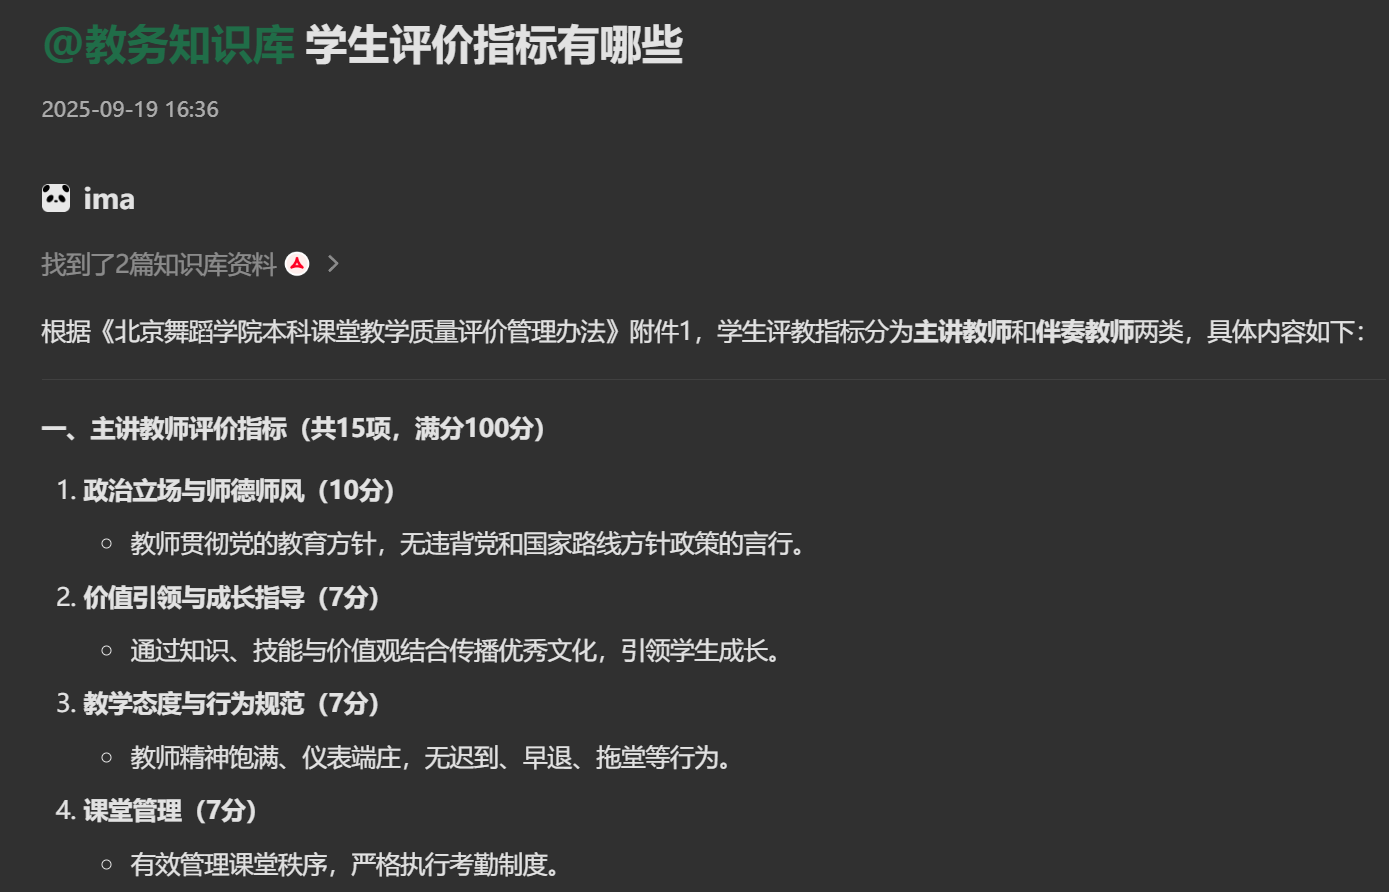 @教务知识库 学生评价指标有哪些
2025-09-19 16:36
ima
找到了2篇知识库资料
根据《北京舞蹈学院本科课堂教学质量评价管理办法》附件1，学生评教指标分为主讲教师和伴奏教师两类，具体内容如下：
一、主讲教师评价指标（共15项，满分100分）
1. 政治立场与师德师风（10分）
教师贯彻党的教育方针，无违背党和国家路线方针政策的言行。
2. 价值引领与成长指导（7分）
通过知识、技能与价值观结合传播优秀文化，引领学生成长。
3. 教学态度与行为规范（7分）
教师精神饱满、仪表端庄，无迟到、早退、拖堂等行为。
4. 课堂管理（7分）
有效管理课堂秩序，严格执行考勤制度。